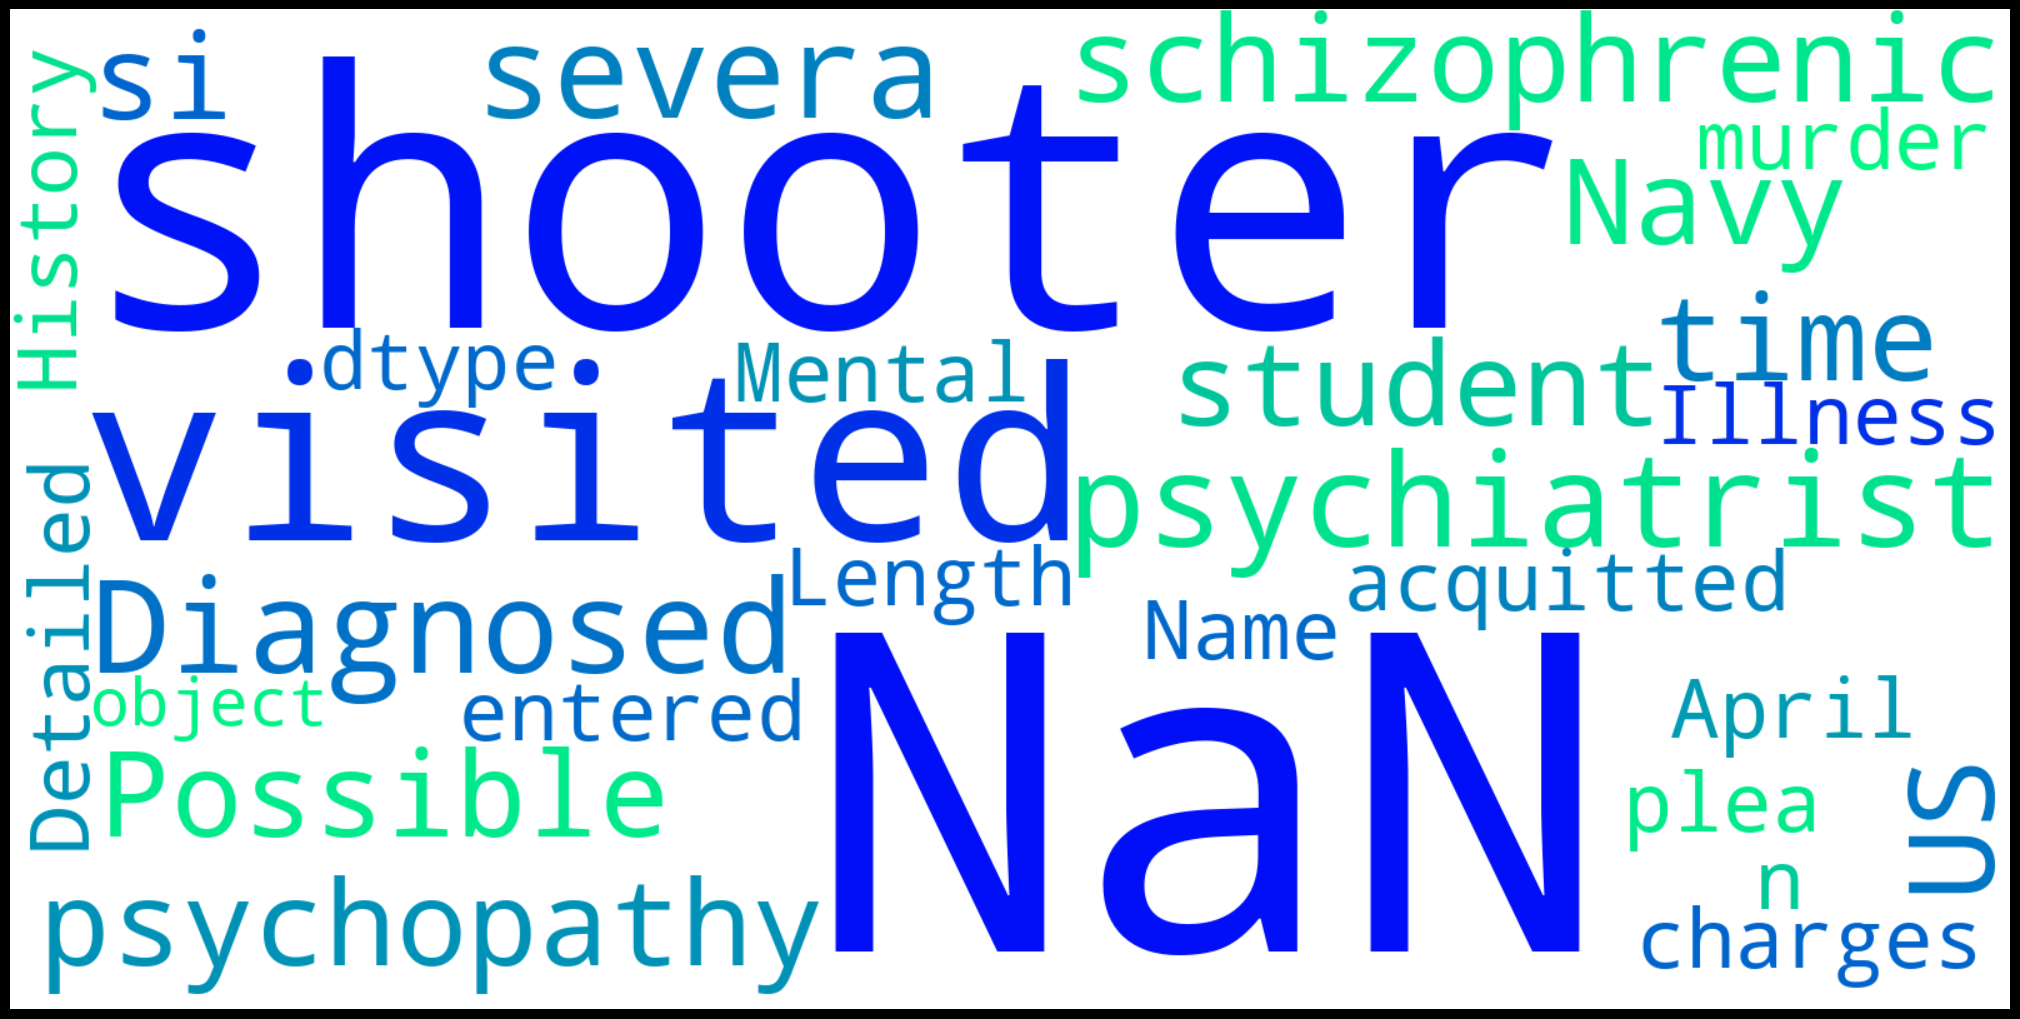 History
si
severa
schizophrenic
murder
shooter
Navy
time
dtype
Mental
student
Illness
visited
psychiatrist
Detailed
Length
acquitted
Diagnosed
Name
NaN
object
entered
April
Possible
plea
us
n
psychopathy
charges